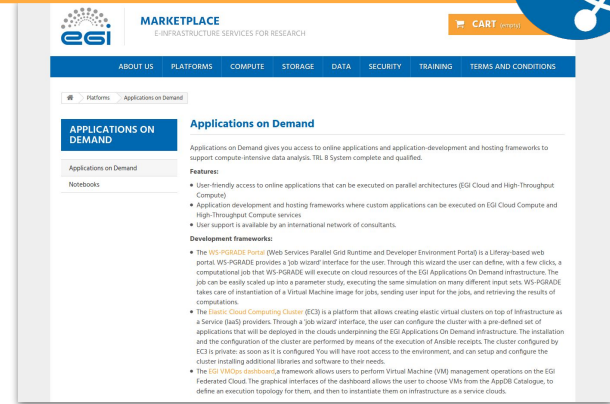 egi
MARKETPLACE
E-INFRASTRUCTURE SERVICES FOR RESEARCH
CART (empty)
ABOUT US PLATFORMS COMPUTE STORAGE DATA SECURITY TRAINING TERMS AND CONDITIONS
Platforms Applications on Demand
APPLICATIONS ON
DEMAND
Applications on Demand
Notebooks
Applications on Demand
Applications on Demand gives you access to online applications and application-development and hosting frameworks to
support compute-intensive data analysis. TRL 8 System complete and qualified.
Features:
• User-friendly access to online applications that can be executed on parallel architectures (EGI Cloud and High-Throughput
Compute)
• Application development and hosting frameworks where custom applications can be executed on EGI Cloud Compute and
High-Throughput Compute services
• User support is available by an international network of consultants.
Development frameworks:
• The WS-PGRADE Portal (Web Services Parallel Grid Runtime and Developer Environment Portal) is a Liferay-based web
portal. WS-PGRADE provides a 'job wizard' interface for the user. Through this wizard the user can define, with a few clicks, a
computational job that WS-PGRADE will execute on cloud resources of the EGI Applications On Demand infrastructure. The
job can be easily scaled up into a parameter study, executing the same simulation on many different input sets. WS-PGRADE
takes care of instantiation of a Virtual Machine image for jobs, sending user input for the jobs, and retrieving the results of
computations.
• The Elastic Cloud Computing Cluster (EC3) is a platform that allows creating elastic virtual clusters on top of Infrastructure as
a Service (IaaS) providers. Through a 'job wizard' interface, the user can configure the cluster with a pre-defined set of
applications that will be deployed in the clouds underpinning the EGI Applications On Demand infrastructure. The installation
and the configuration of the cluster are performed by means of the execution of Ansible receipts. The cluster configured by
EC3 is private: as soon as it is configured You will have root access to the environment, and can setup and configure the
cluster installing additional libraries and software to their needs.
• The EGI VMOps dashboard,a framework allows users to perform Virtual Machine (VM) management operations on the EGI
Federated Cloud. The graphical interfaces of the dashboard allows the user to choose VMs from the AppDB Catalogue, to
define an execution topology for them, and then to instantiate them on infrastructure as a service clouds.